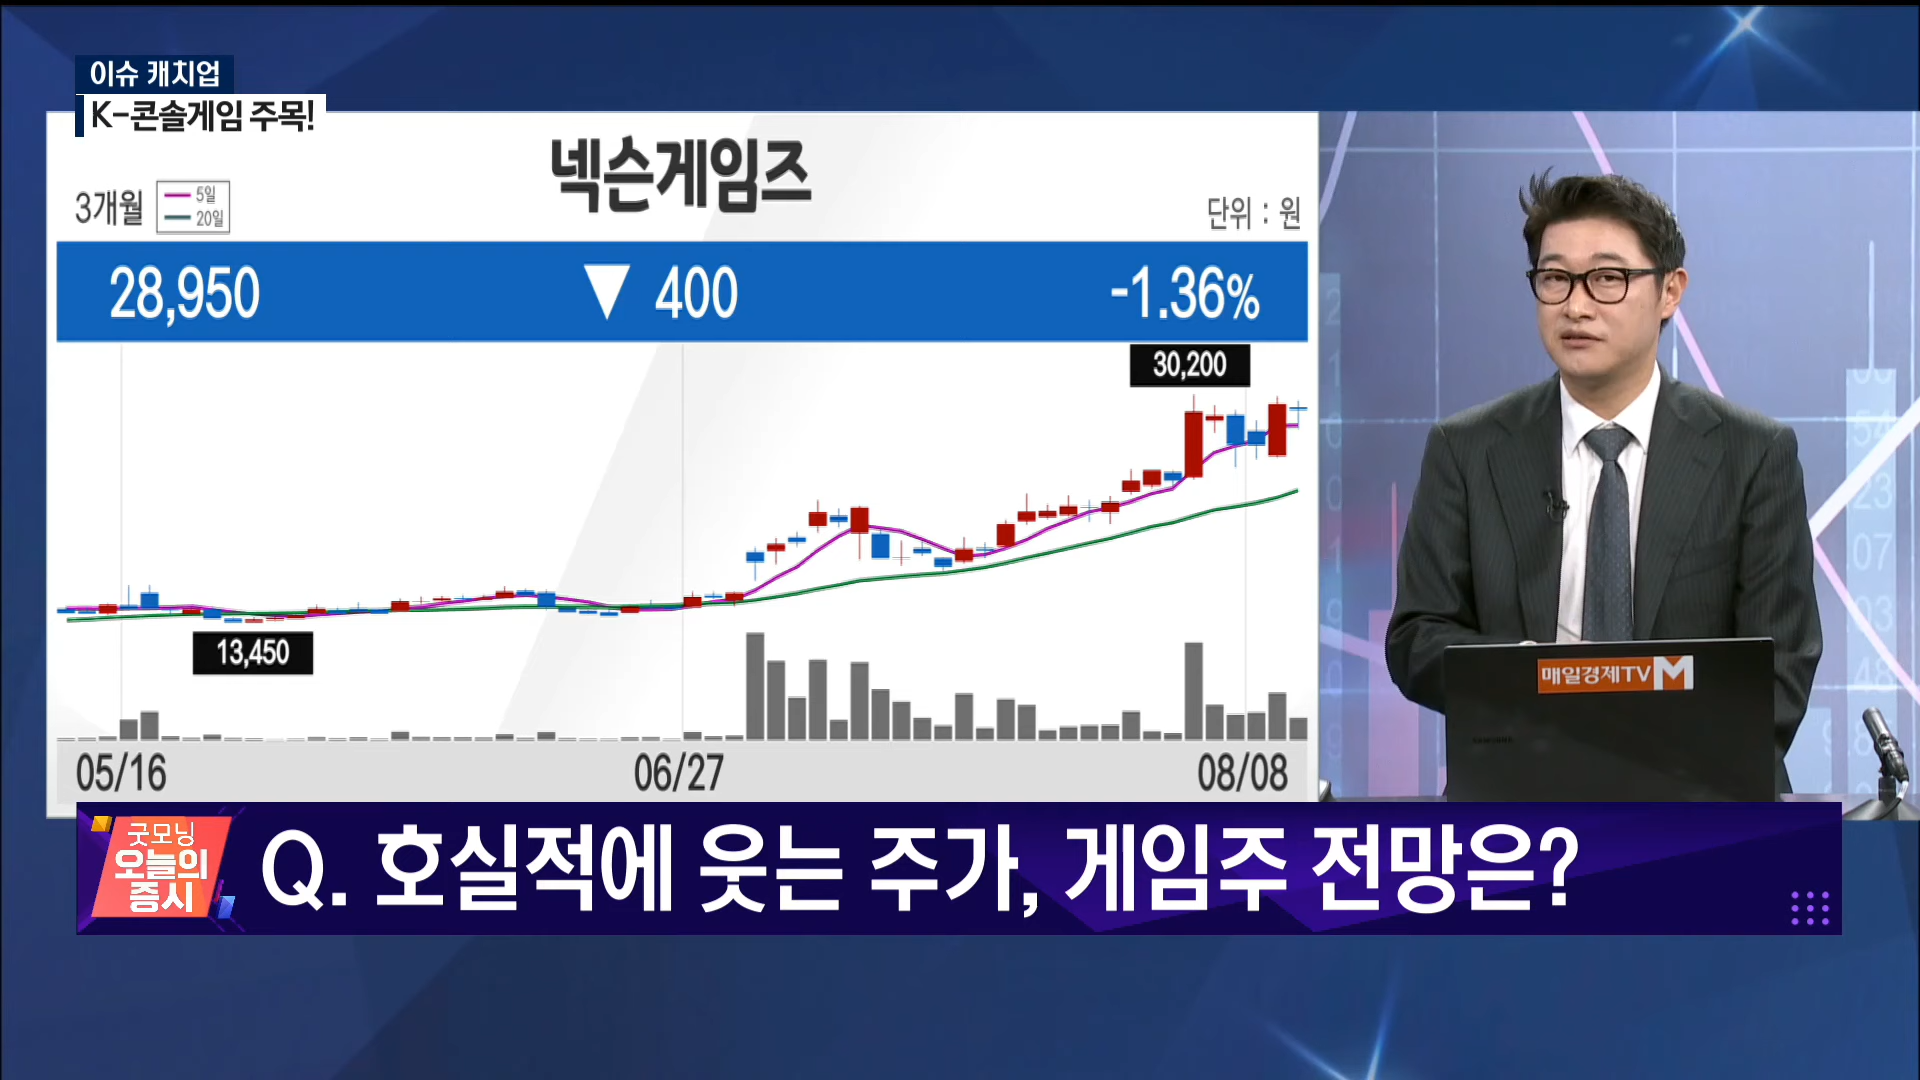 이슈 캐치업
K-콘솔게임 주목!
넥슨게임즈
3개월
5일
20일
단위 : 원
28,950 ▼ 400 -1.36%
30,200
13,450
05/16 06/27 08/08
매일경제TV M
굿모닝
오늘의
증시
Q. 호실적에 웃는 주가, 게임주 전망은?